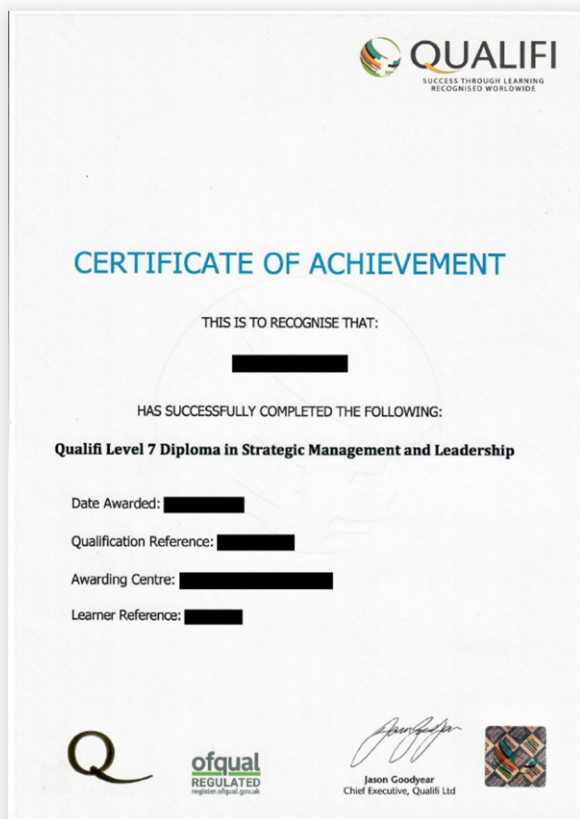 QUALIFI
SUCCESS THROUGH LEARNING
RECOGNISED WORLDWIDE
CERTIFICATE OF ACHIEVEMENT
THIS IS TO RECOGNISE THAT:
HAS SUCCESSFULLY COMPLETED THE FOLLOWING:
Qualifi Level 7 Diploma in Strategic Management and Leadership
Date Awarded:
Qualification Reference:
Awarding Centre:
Learner Reference:
Q
ofqual
REGULATED
register.ofqual.gov.uk
Jason Goodyear
Chief Executive, Qualifi Ltd